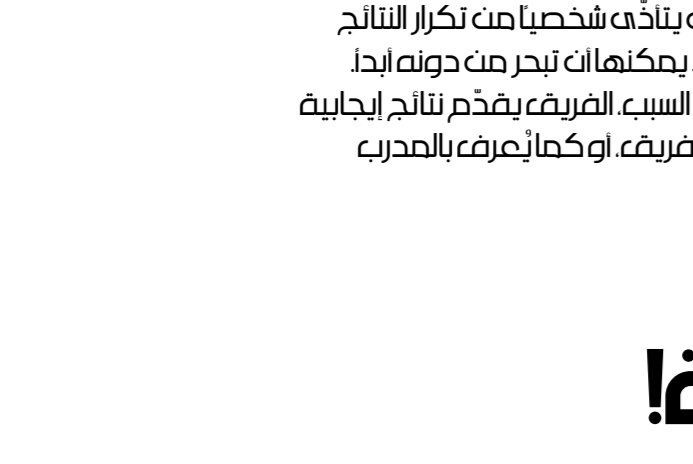 يتأذّى شخصياً من تكرار النتائج
يمكنها أن تبحر من دونه أبداً.
السبب، الفريق يقدّم نتائج إيجابية
فريق، أو كما يُعرف بالمدرب